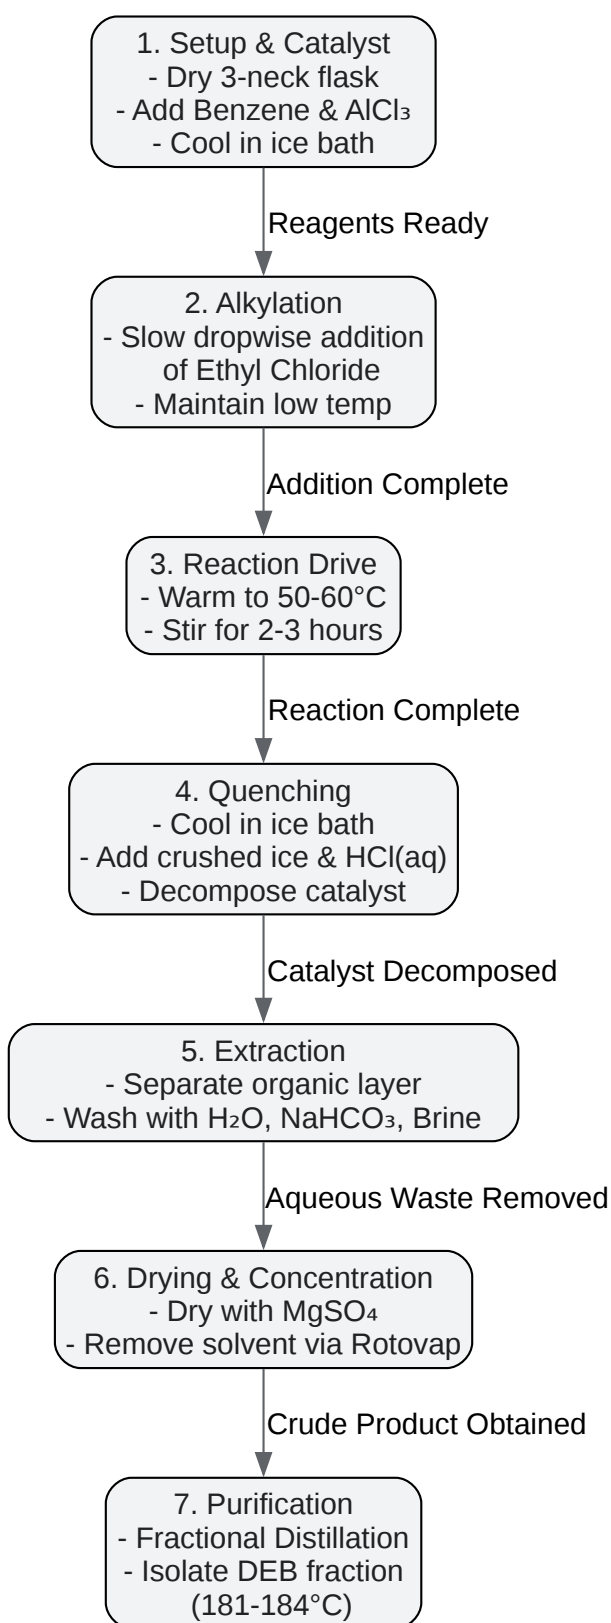 1. Setup & Catalyst
- Dry 3-neck flask
- Add Benzene & AlCl₃
- Cool in ice bath
Reagents Ready
2. Alkylation
- Slow dropwise addition
of Ethyl Chloride
- Maintain low temp
Addition Complete
3. Reaction Drive
- Warm to 50-60°C
- Stir for 2-3 hours
Reaction Complete
4. Quenching
- Cool in ice bath
- Add crushed ice & HCl(aq)
- Decompose catalyst
Catalyst Decomposed
5. Extraction
- Separate organic layer
- Wash with H₂O, NaHCO₃, Brine
Aqueous Waste Removed
6. Drying & Concentration
- Dry with MgSO₄
- Remove solvent via Rotovap
Crude Product Obtained
7. Purification
- Fractional Distillation
- Isolate DEB fraction
(181-184°C)